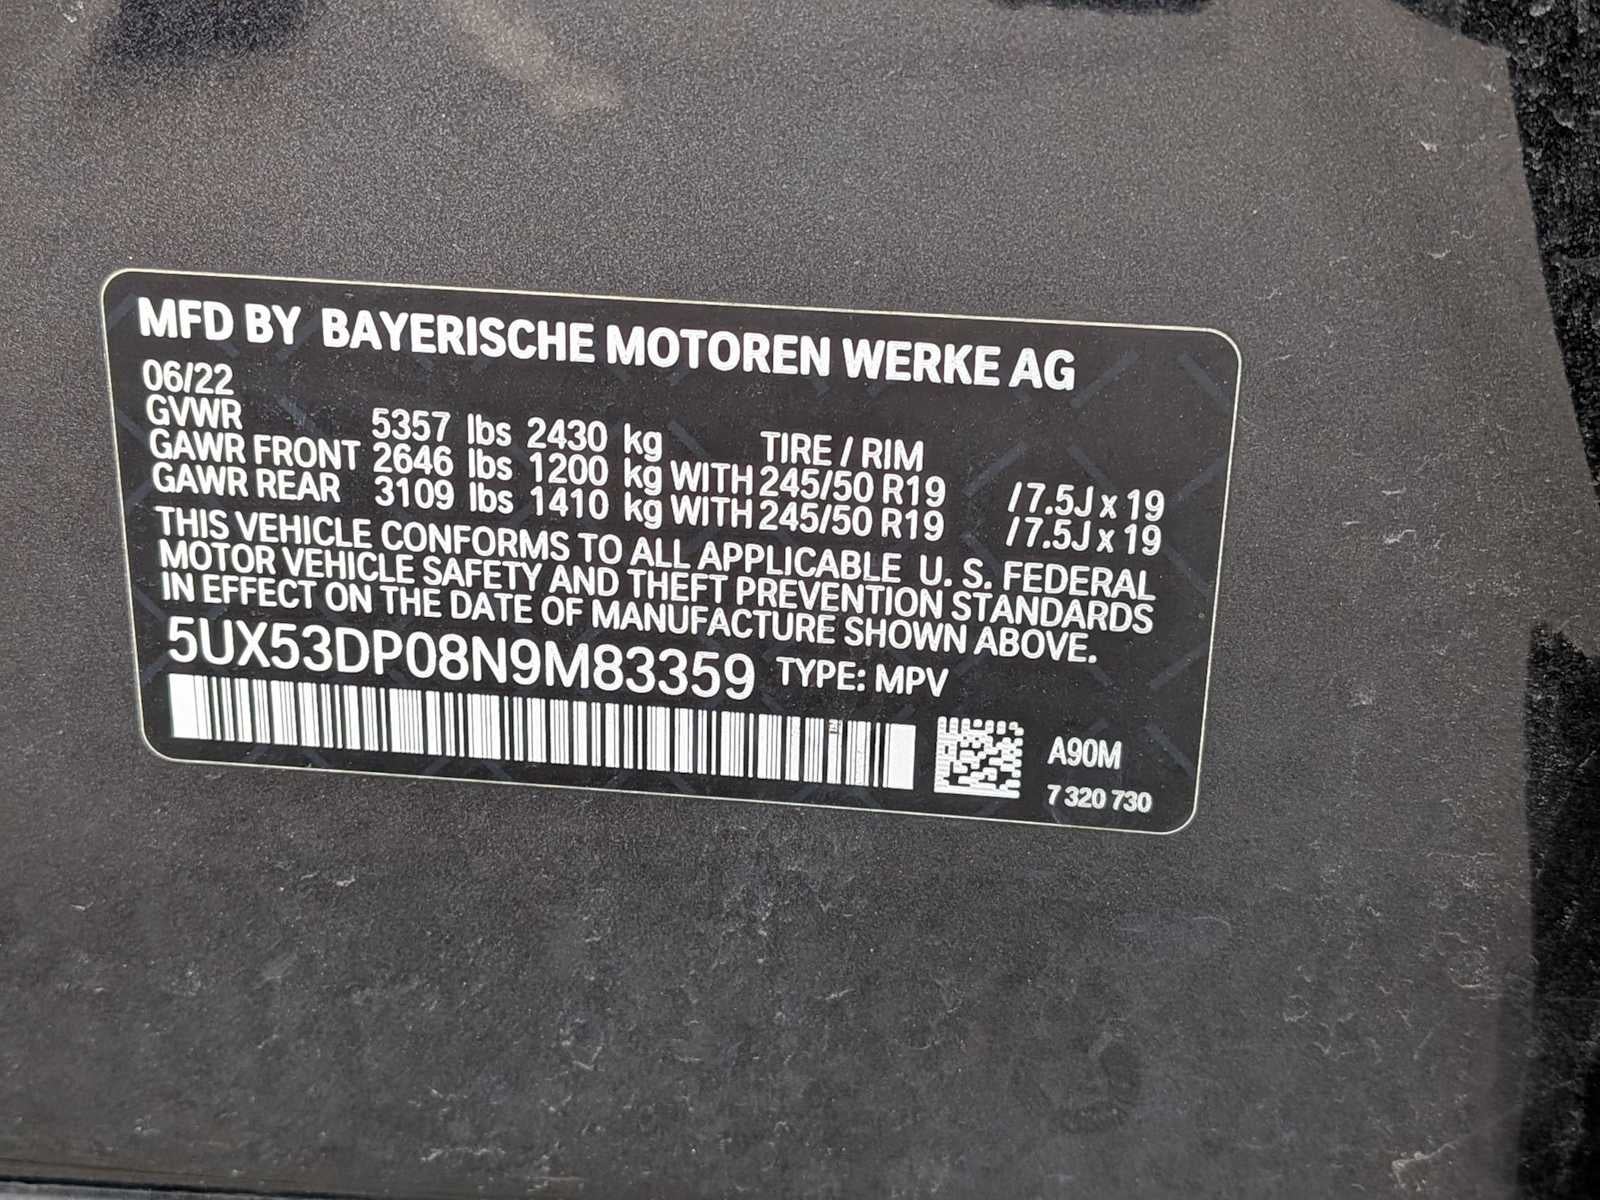 MFD BY BAYERISCHE MOTOREN WERKE AG
06/22
GVWR 5357 lbs 2430 kg TIRE / RIM
GAWR FRONT 2646 lbs 1200 kg WITH 245/50 R19 /7.5J x 19
GAWR REAR 3109 lbs 1410 kg WITH 245/50 R19 /7.5J x 19
THIS VEHICLE CONFORMS TO ALL APPLICABLE U. S. FEDERAL
MOTOR VEHICLE SAFETY AND THEFT PREVENTION STANDARDS
IN EFFECT ON THE DATE OF MANUFACTURE SHOWN ABOVE.
5UX53DP08N9M83359 TYPE: MPV
A90M
7 320 730